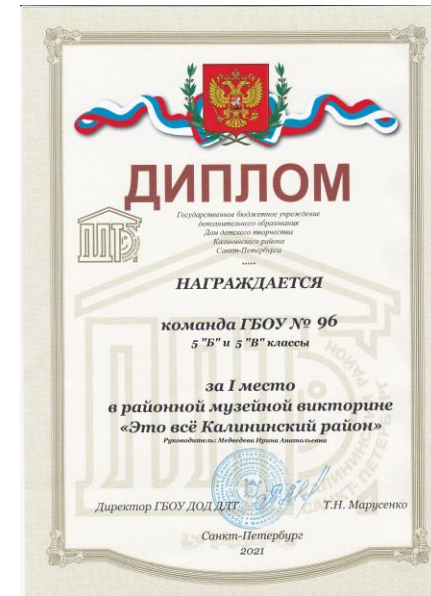 ДИПЛОМ
Государственное бюджетное учреждение
дополнительного образования
Дом детского творчества
Калининского района
Санкт-Петербурга
*****
НАГРАЖДАЕТСЯ
команда ГБОУ № 96
5 "Б" и 5 "В" классы
за I место
в районной музейной викторине
«Это всё Калининский район»
Руководитель: Медведева Ирина Анатольевна
Директор ГБОУ ДОД ДДТ
Т.Н. Марусенко
Санкт-Петербург
2021